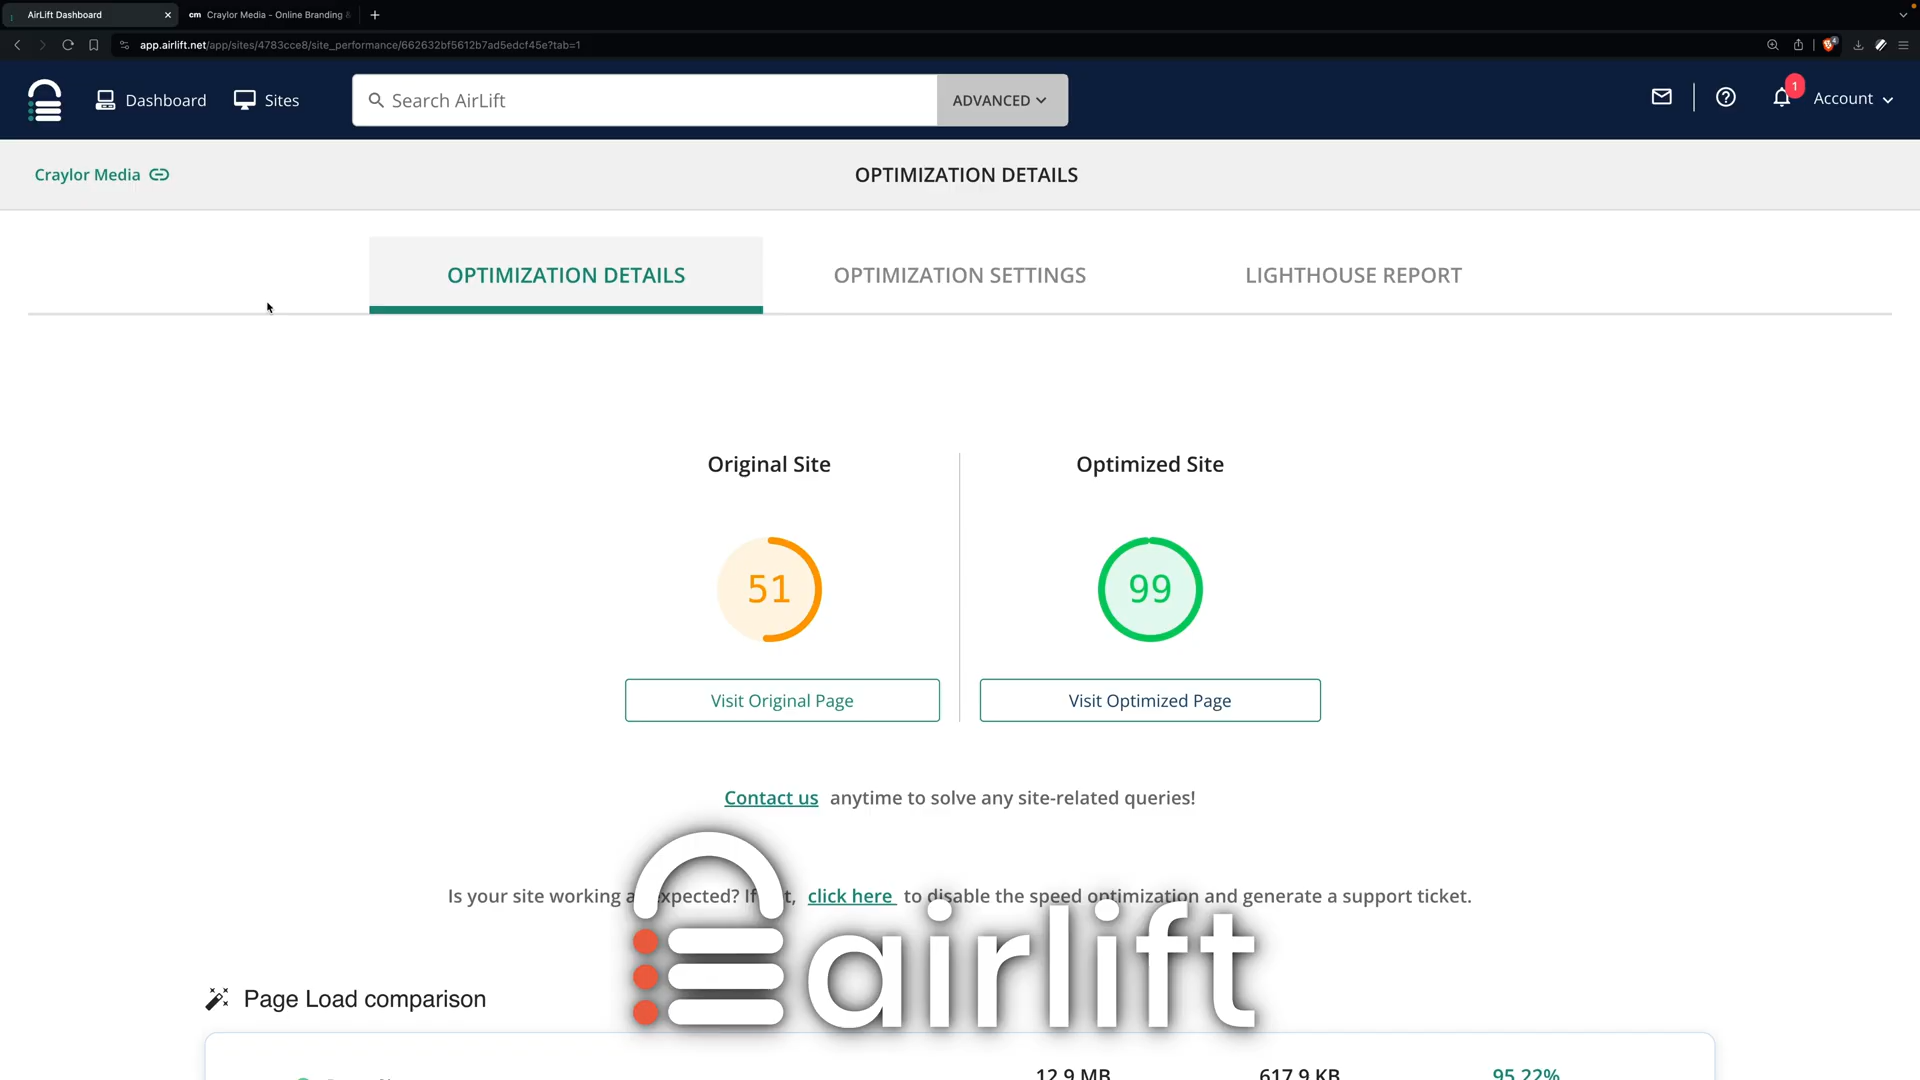 AirLift Dashboard
cm Craylor Media - Online Branding
app.airlift.net/app/sites/4783cce8/site_performance/662632bf5612b7ad5edcf45e?tab=1
Dashboard
Sites
Search AirLift
ADVANCED
1
Account
Craylor Media
OPTIMIZATION DETAILS
OPTIMIZATION DETAILS
OPTIMIZATION SETTINGS
LIGHTHOUSE REPORT
Original Site
Optimized Site
51
99
Visit Original Page
Visit Optimized Page
Contact us anytime to solve any site-related queries!
Is your site working expected? If click here to disable the speed optimization and generate a support ticket.
airlift
Page Load comparison
12.9 MB
617.9 KB
95.22%